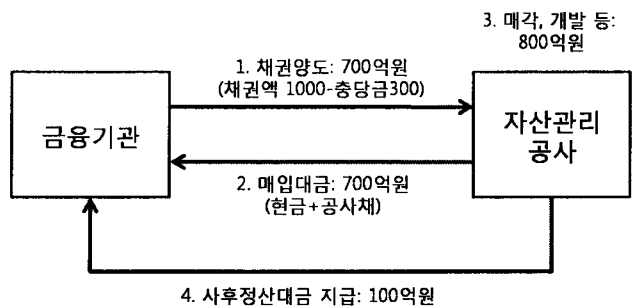 3. 매각, 개발 등:
800억원
1. 채권양도: 700억원
(채권액 1000-충당금300)
금융기관
자산관리
공사
2. 매입대금: 700억원
(현금+공사채)
4. 사후정산대금 지급: 100억원